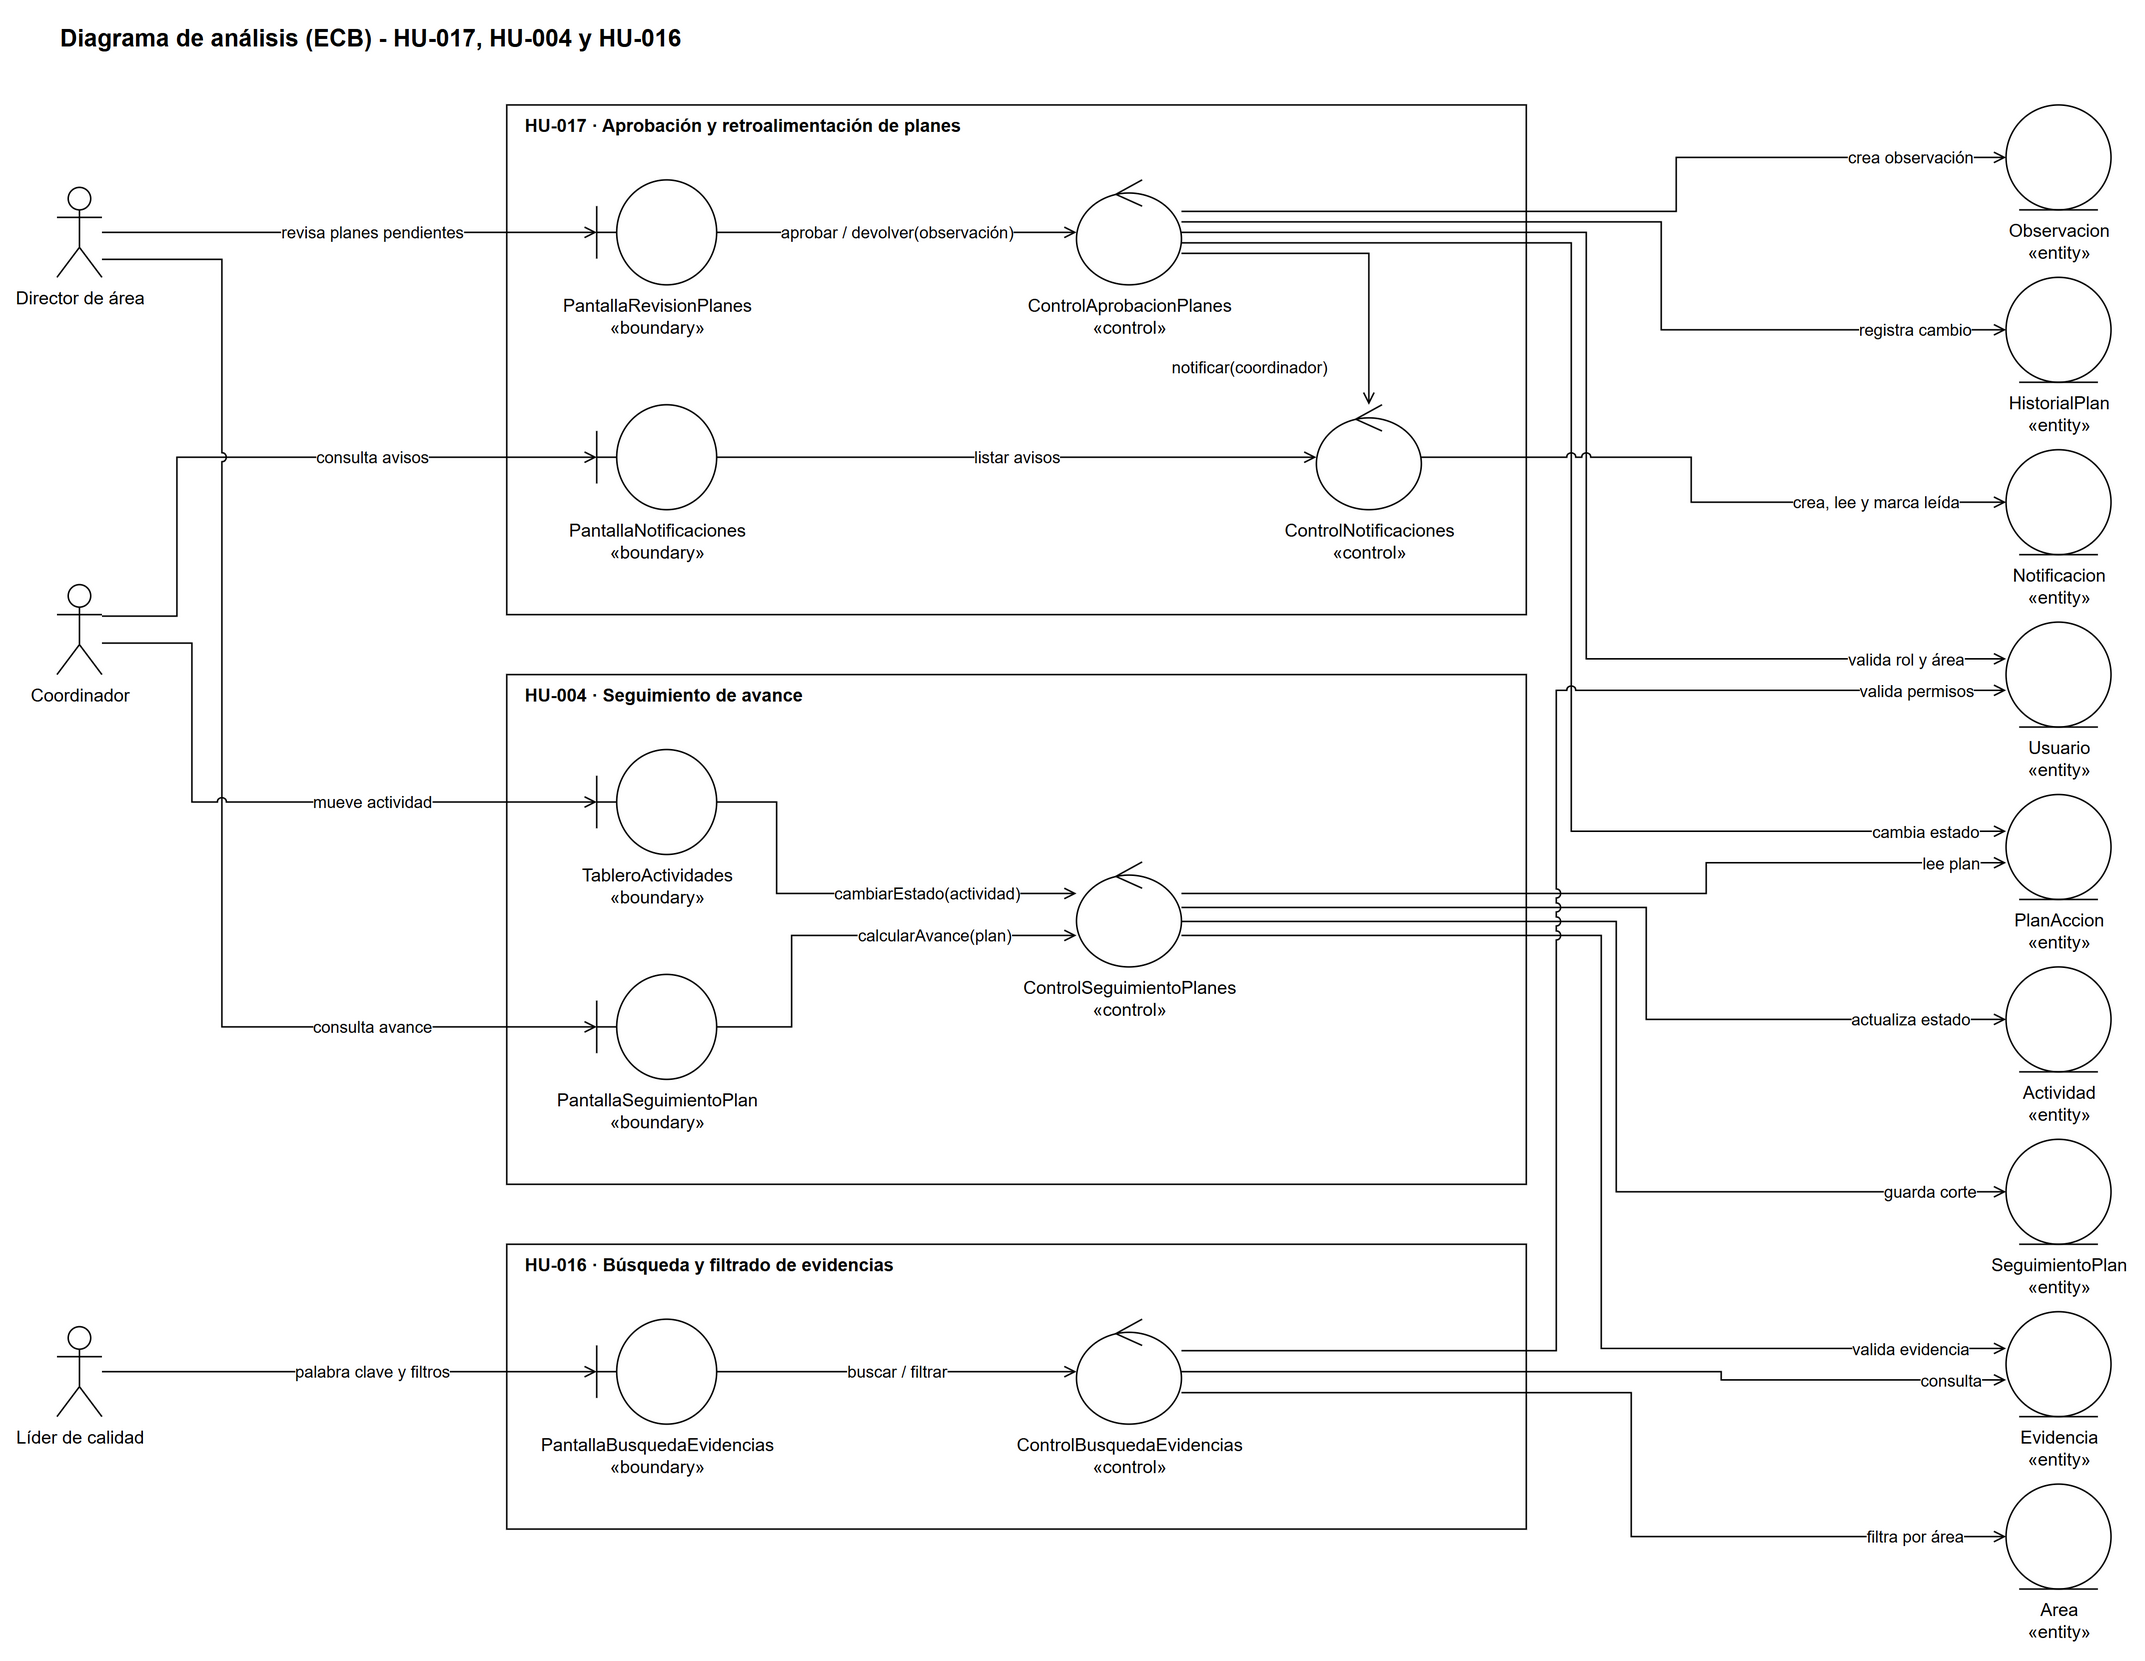 Diagrama de análisis (ECB) - HU-017, HU-004 y HU-016
HU-017 · Aprobación y retroalimentación de planes
crea observación
revisa planes pendientes
aprobar / devolver(observación)
Observacion
«entity»
Director de área
PantallaRevisionPlanes
«boundary»
ControlAprobacionPlanes
«control»
registra cambio
notificar(coordinador)
HistorialPlan
«entity»
consulta avisos
listar avisos
crea, lee y marca leída
PantallaNotificaciones
«boundary»
ControlNotificaciones
«control»
Notificacion
«entity»
Coordinador
HU-004 · Seguimiento de avance
valida rol y área
valida permisos
Usuario
«entity»
mueve actividad
cambia estado
lee plan
TableroActividades
«boundary»
cambiarEstado(actividad)
calcularAvance(plan)
PlanAccion
«entity»
ControlSeguimientoPlanes
«control»
consulta avance
actualiza estado
PantallaSeguimientoPlan
«boundary»
Actividad
«entity»
guarda corte
SeguimientoPlan
«entity»
HU-016 · Búsqueda y filtrado de evidencias
valida evidencia
palabra clave y filtros
buscar / filtrar
consulta
Líder de calidad
PantallaBusquedaEvidencias
«boundary»
ControlBusquedaEvidencias
«control»
Evidencia
«entity»
filtra por área
Area
«entity»